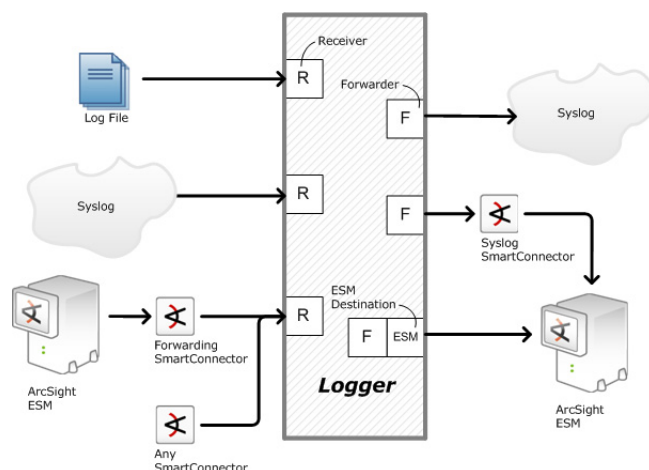 Receiver
R
Log File
Forwarder
F
Syslog
Syslog
R
F
Syslog
SmartConnector
ESM
Destination
R
F
ESM
Forwarding
SmartConnector
ArcSight
ESM
Logger
ArcSight
ESM
Any
SmartConnector